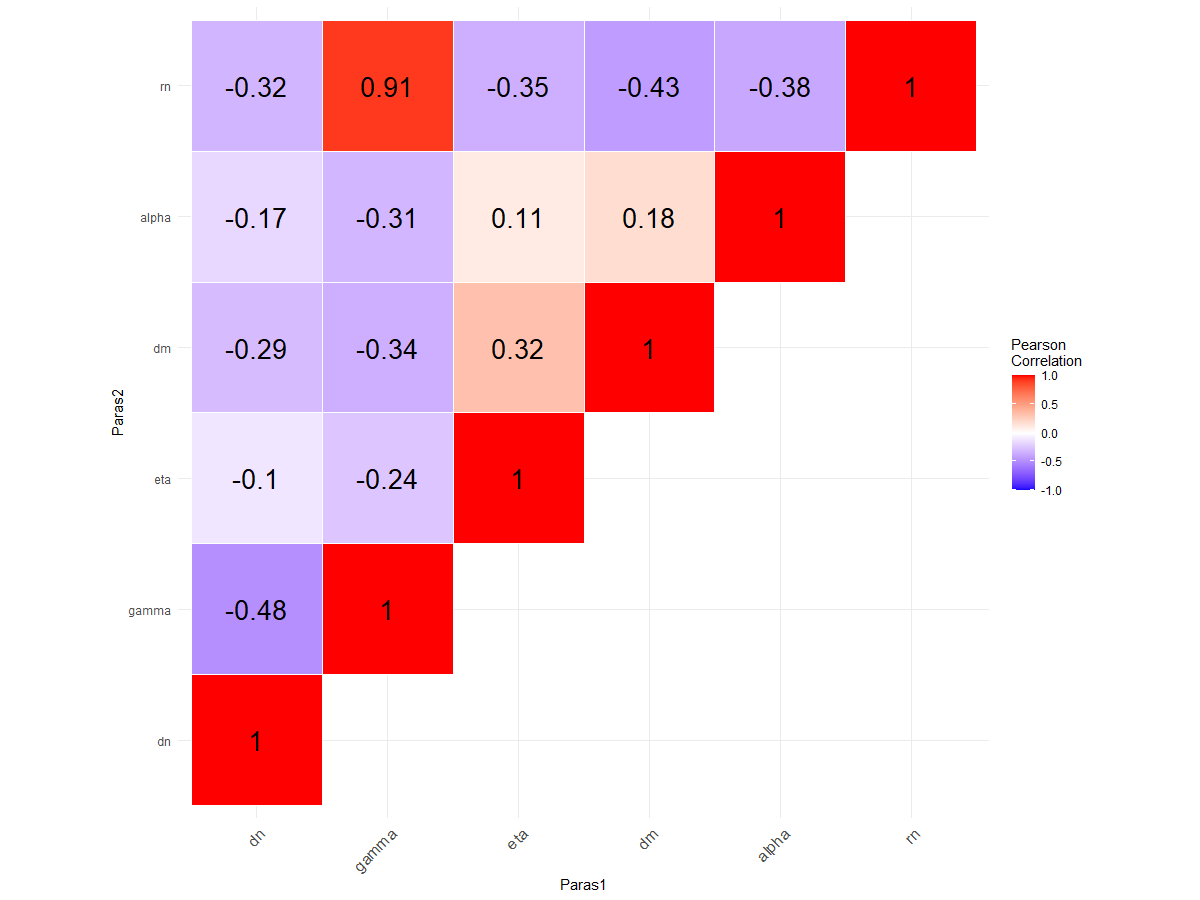 rn -0.32 0.91 -0.35 -0.43 -0.38 1
alpha -0.17 -0.31 0.11 0.18 1
dm -0.29 -0.34 0.32 1
eta -0.1 -0.24 1
gamma -0.48 1
dn 1
dn gamma eta dm alpha rn
Paras1
Paras2
Pearson
Correlation
1.0
0.5
0.0
-0.5
-1.0